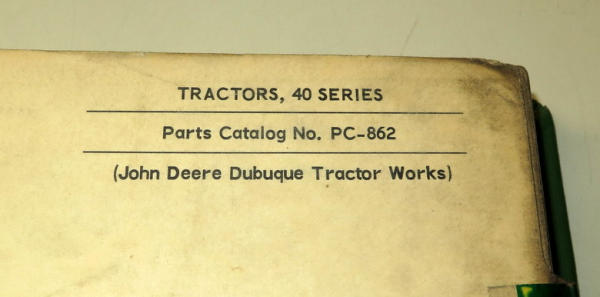 TRACTORS, 40 SERIES
Parts Catalog No. PC-862
(John Deere Dubuque Tractor Works)